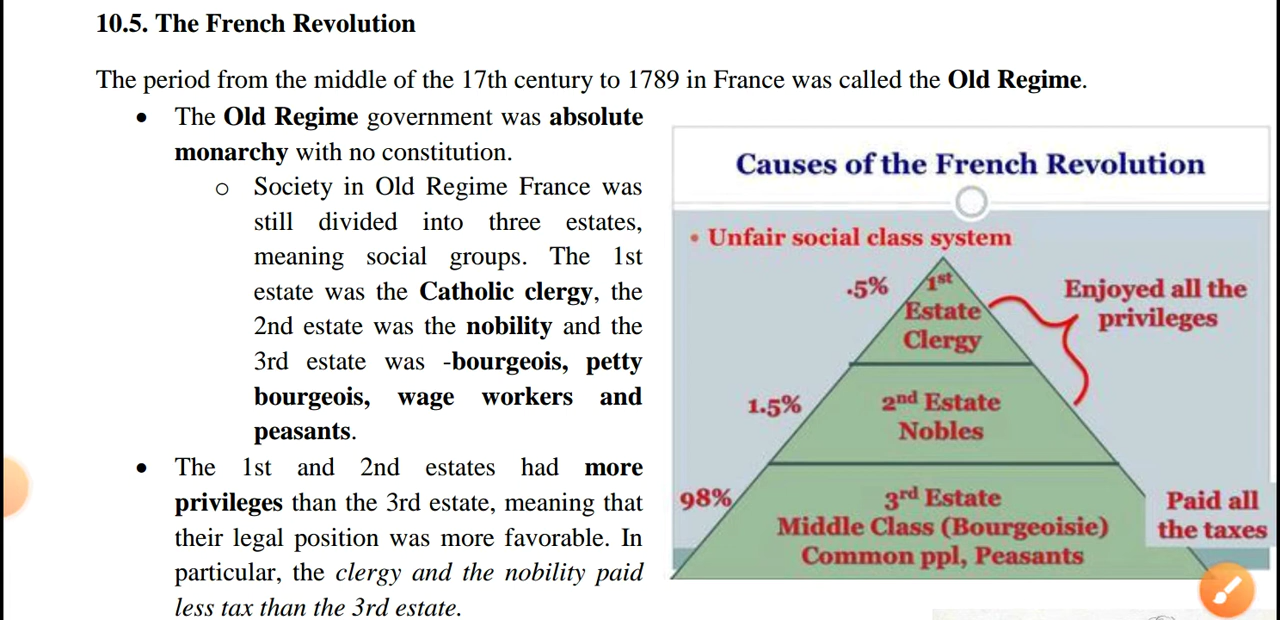 10.5. The French Revolution
The period from the middle of the 17th century to 1789 in France was called the Old Regime.
• The Old Regime government was absolute
monarchy with no constitution.
o Society in Old Regime France was
still divided into three estates,
meaning social groups. The 1st
estate was the Catholic clergy, the
2nd estate was the nobility and the
3rd estate was -bourgeois, petty
bourgeois, wage workers and
peasants.
• The 1st and 2nd estates had more
privileges than the 3rd estate, meaning that
their legal position was more favorable. In
particular, the clergy and the nobility paid
less tax than the 3rd estate.
Causes of the French Revolution
• Unfair social class system
.5%
1st
Estate
Clergy
Enjoyed all the
privileges
1.5%
2nd Estate
Nobles
98%
3rd Estate
Middle Class (Bourgeoisie)
Common ppl, Peasants
Paid all
the taxes